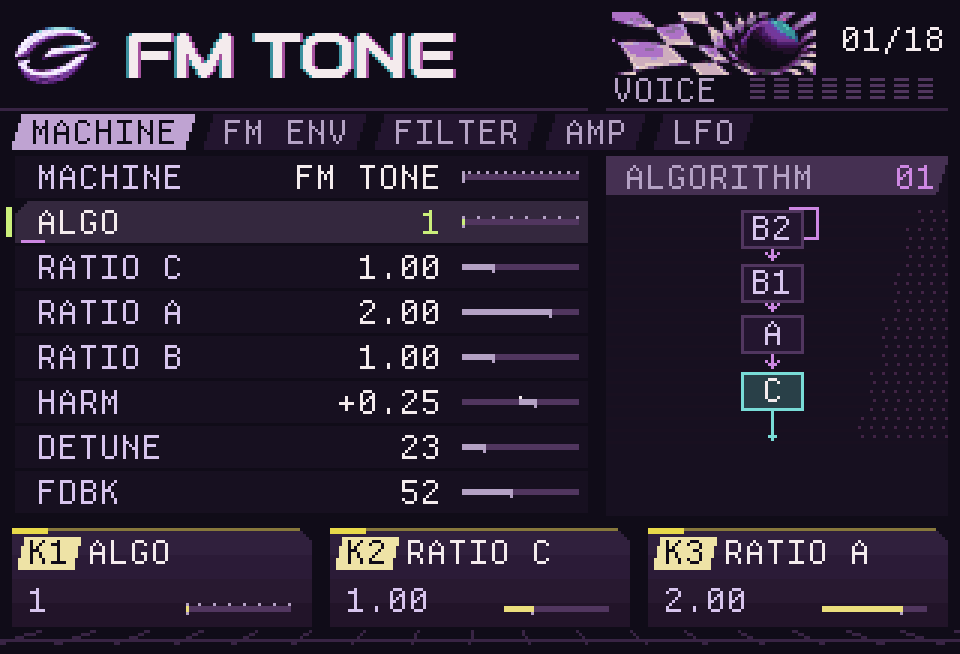 FM TONE
01/18
VOICE
MACHINE FM ENV FILTER AMP LFO
MACHINE FM TONE
ALGO 1
RATIO C 1.00
RATIO A 2.00
RATIO B 1.00
HARM +0.25
DETUNE 23
FDBK 52
ALGORITHM 01
B2
B1
A
C
K1 ALGO
1
K2 RATIO C
1.00
K3 RATIO A
2.00